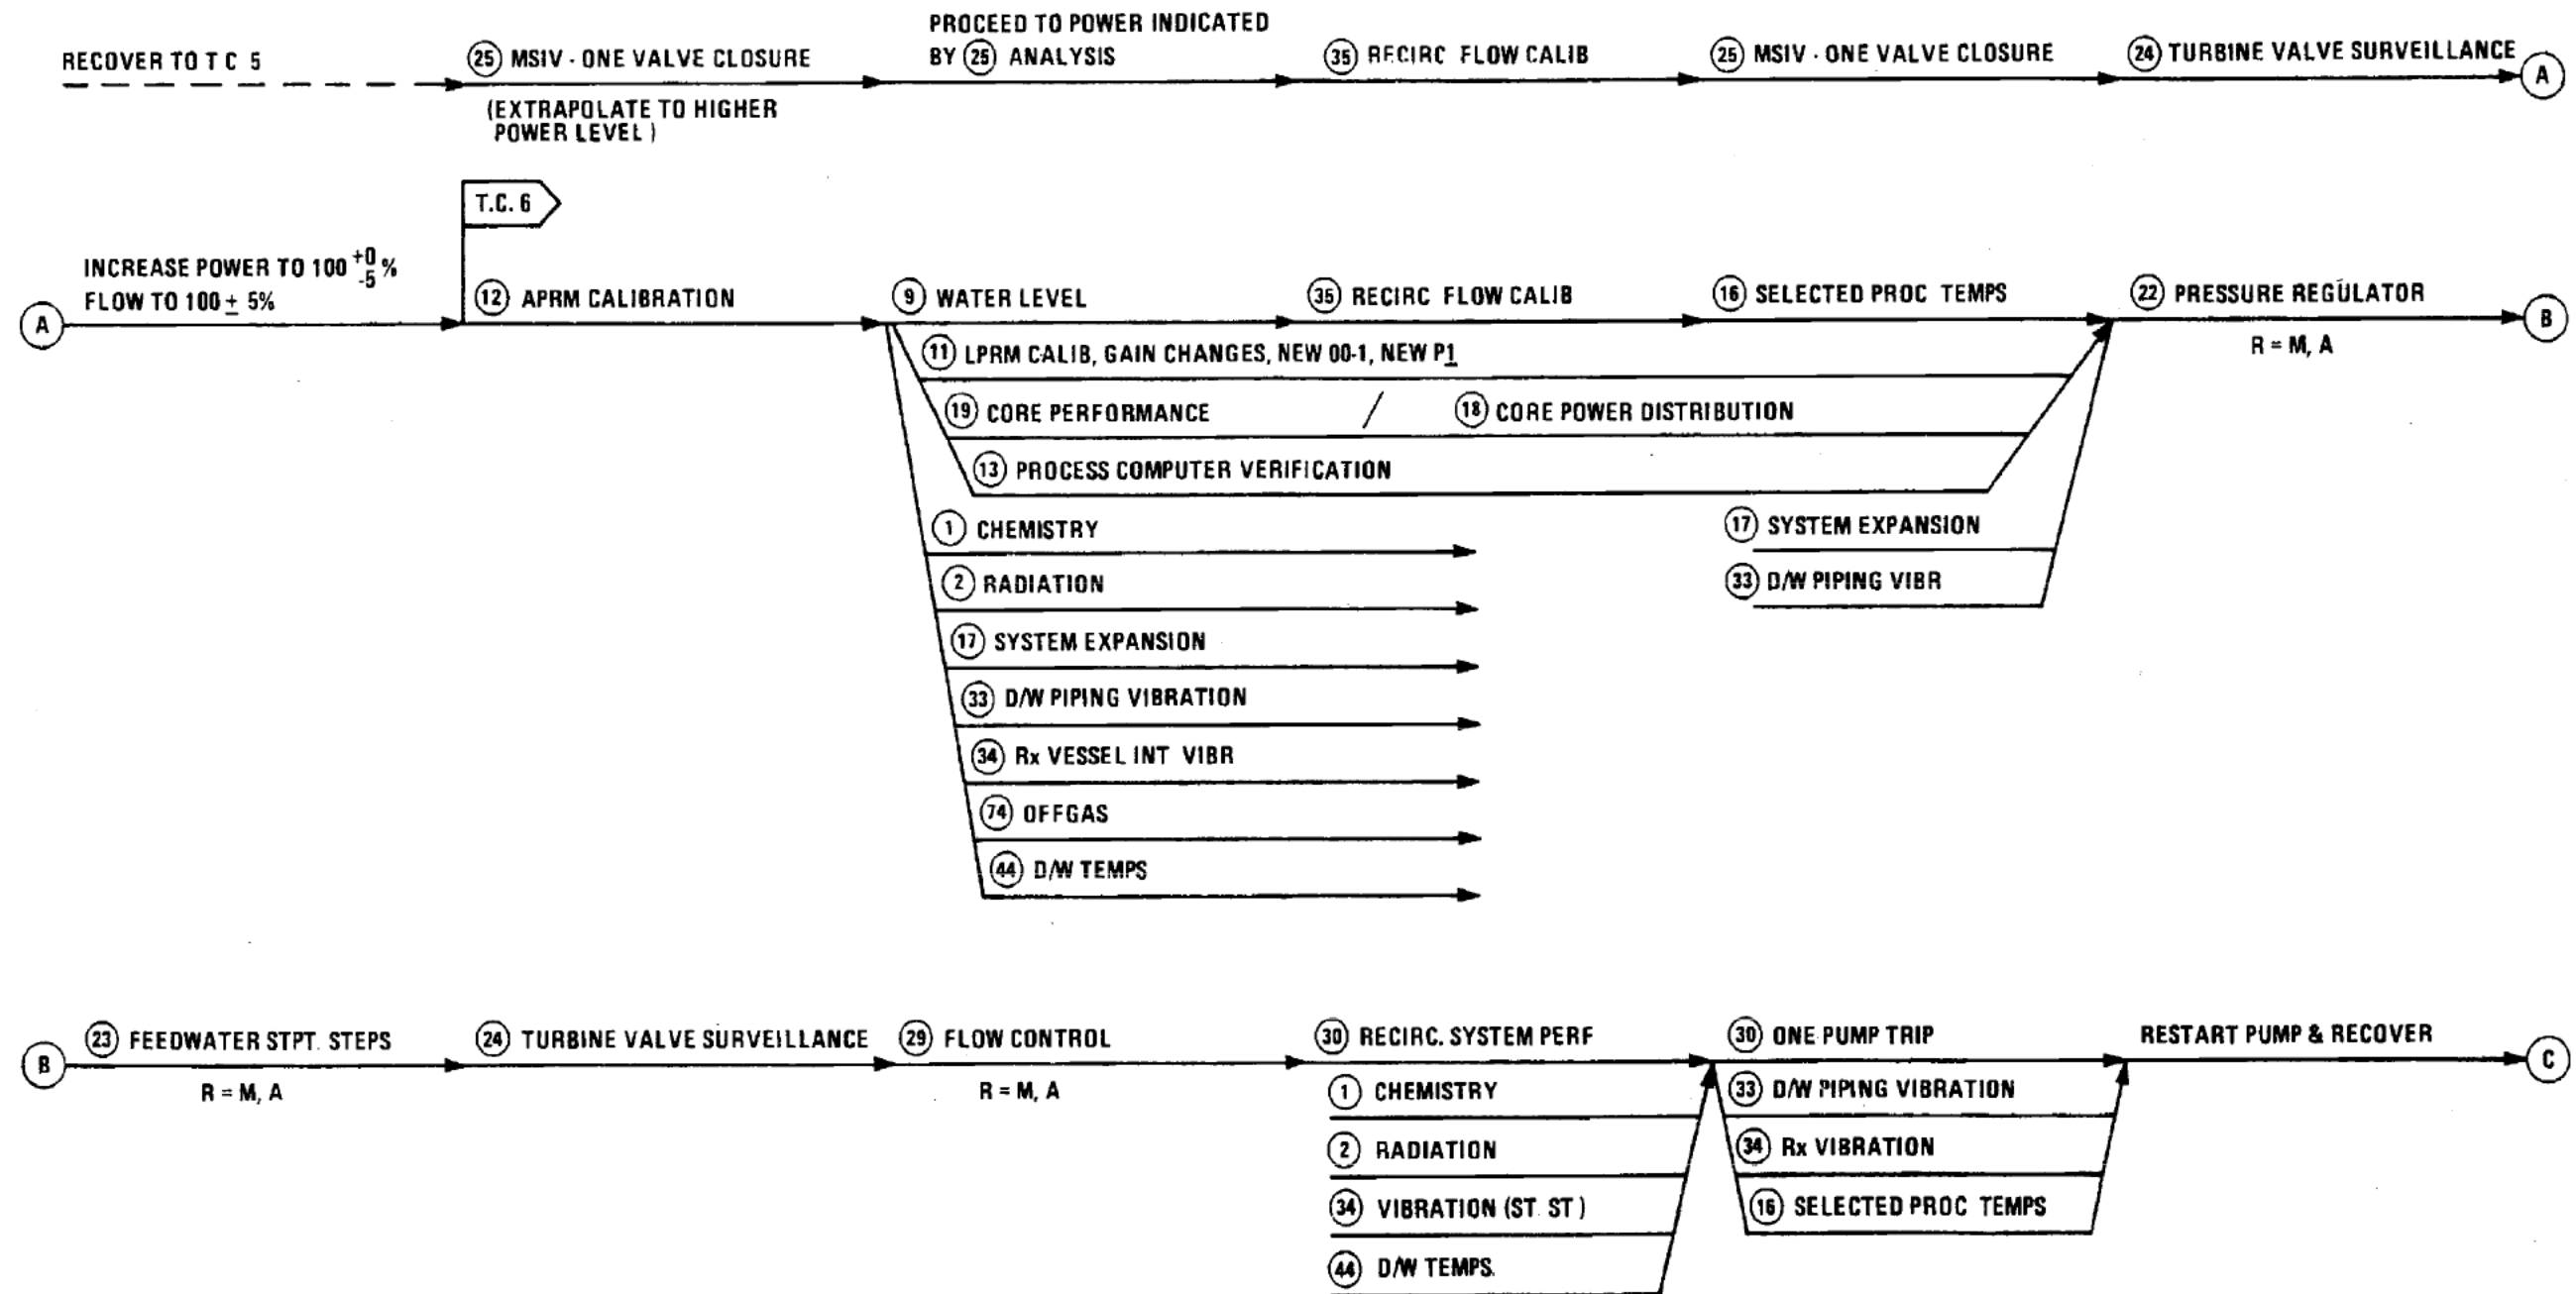 RECOVER TO T C 5
25 MSIV - ONE VALVE CLOSURE
(EXTRAPOLATE TO HIGHER
POWER LEVEL)
PROCEED TO POWER INDICATED
BY 25 ANALYSIS
35 RECIRC FLOW CALIB
25 MSIV - ONE VALVE CLOSURE
24 TURBINE VALVE SURVEILLANCE
A
T.C. 6
A
INCREASE POWER TO 100 +0 -5 %
FLOW TO 100 ± 5%
12 APRM CALIBRATION
9 WATER LEVEL
35 RECIRC FLOW CALIB
16 SELECTED PROC TEMPS
22 PRESSURE REGULATOR
R = M, A
B
11 LPRM CALIB, GAIN CHANGES, NEW 00-1, NEW P1
19 CORE PERFORMANCE / 18 CORE POWER DISTRIBUTION
13 PROCESS COMPUTER VERIFICATION
1 CHEMISTRY
2 RADIATION
17 SYSTEM EXPANSION
33 D/W PIPING VIBRATION
34 Rx VESSEL INT VIBR
74 OFFGAS
44 D/W TEMPS
17 SYSTEM EXPANSION
33 D/W PIPING VIBR
B
23 FEEDWATER STPT. STEPS
R = M, A
24 TURBINE VALVE SURVEILLANCE
29 FLOW CONTROL
R = M, A
30 RECIRC. SYSTEM PERF
1 CHEMISTRY
2 RADIATION
34 VIBRATION (ST ST)
44 D/W TEMPS.
30 ONE PUMP TRIP
33 D/W PIPING VIBRATION
34 Rx VIBRATION
16 SELECTED PROC TEMPS
RESTART PUMP & RECOVER
C